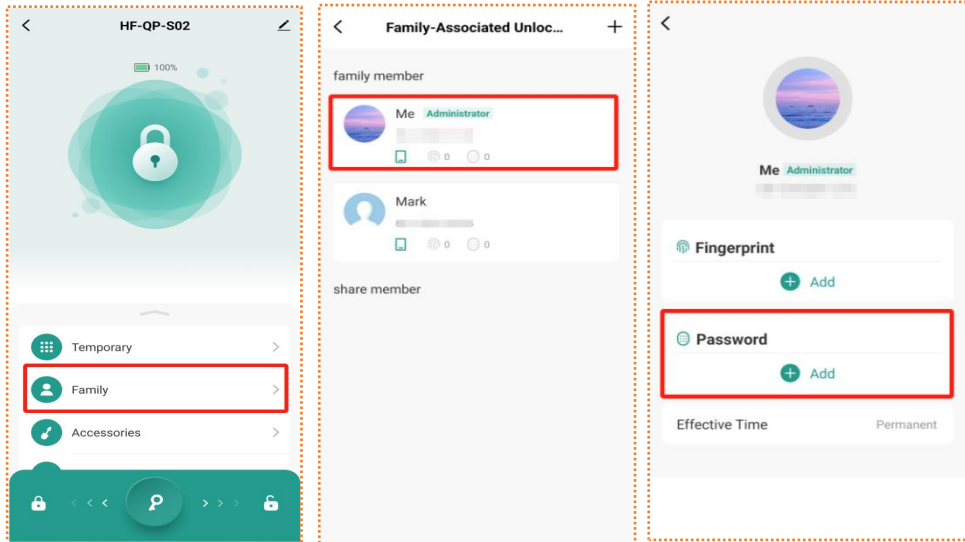 HF-QP-S02
100%
Temporary
Family
Accessories
Family-Associated Unloc...
family member
Me Administrator
0 0
Mark
0 0
share member
Me Administrator
Fingerprint
Add
Password
Add
Effective Time Permanent